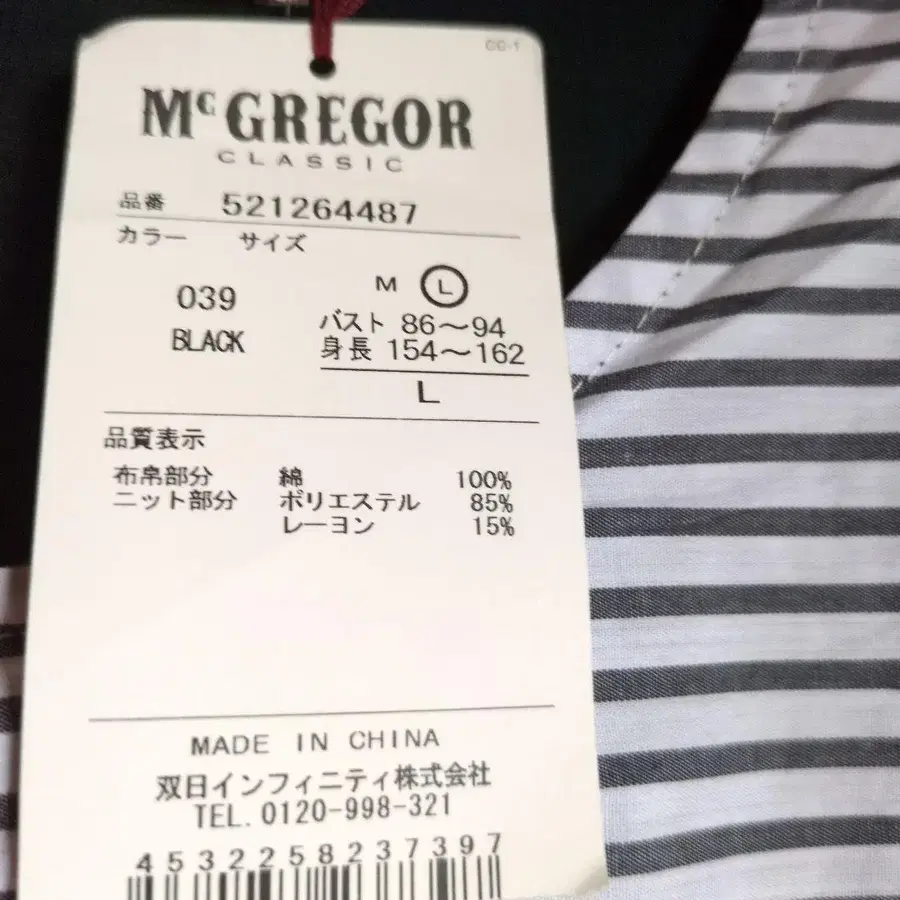 CC-1
McGREGOR
CLASSIC
品番 521264487
カラー サイズ
M L
039 バスト 86〜94
BLACK 身長 154〜162
L
品質表示
布帛部分 綿 100%
ニット部分 ポリエステル 85%
レーヨン 15%
MADE IN CHINA
双日インフィニティ株式会社
TEL. 0120-998-321
4532258237397